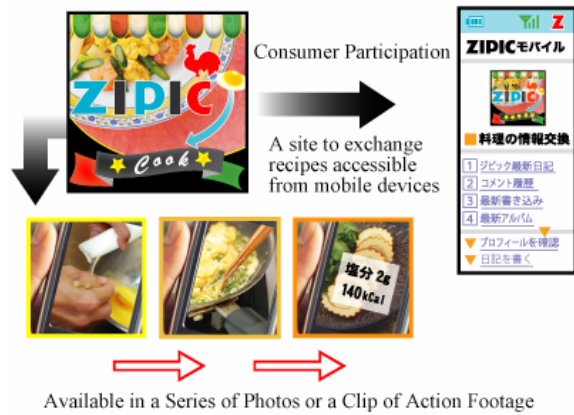 ZIPIC
Cook
Consumer Participation
A site to exchange
recipes accessible
from mobile devices
Z
ZIPICモバイル
ZIPIC
Cook
料理の情報交換
1 ジピック最新日記
2 コメント履歴
3 最新書き込み
4 最新アルバム
プロフィールを確認
日記を書く
塩分2g
140kCal
Available in a Series of Photos or a Clip of Action Footage